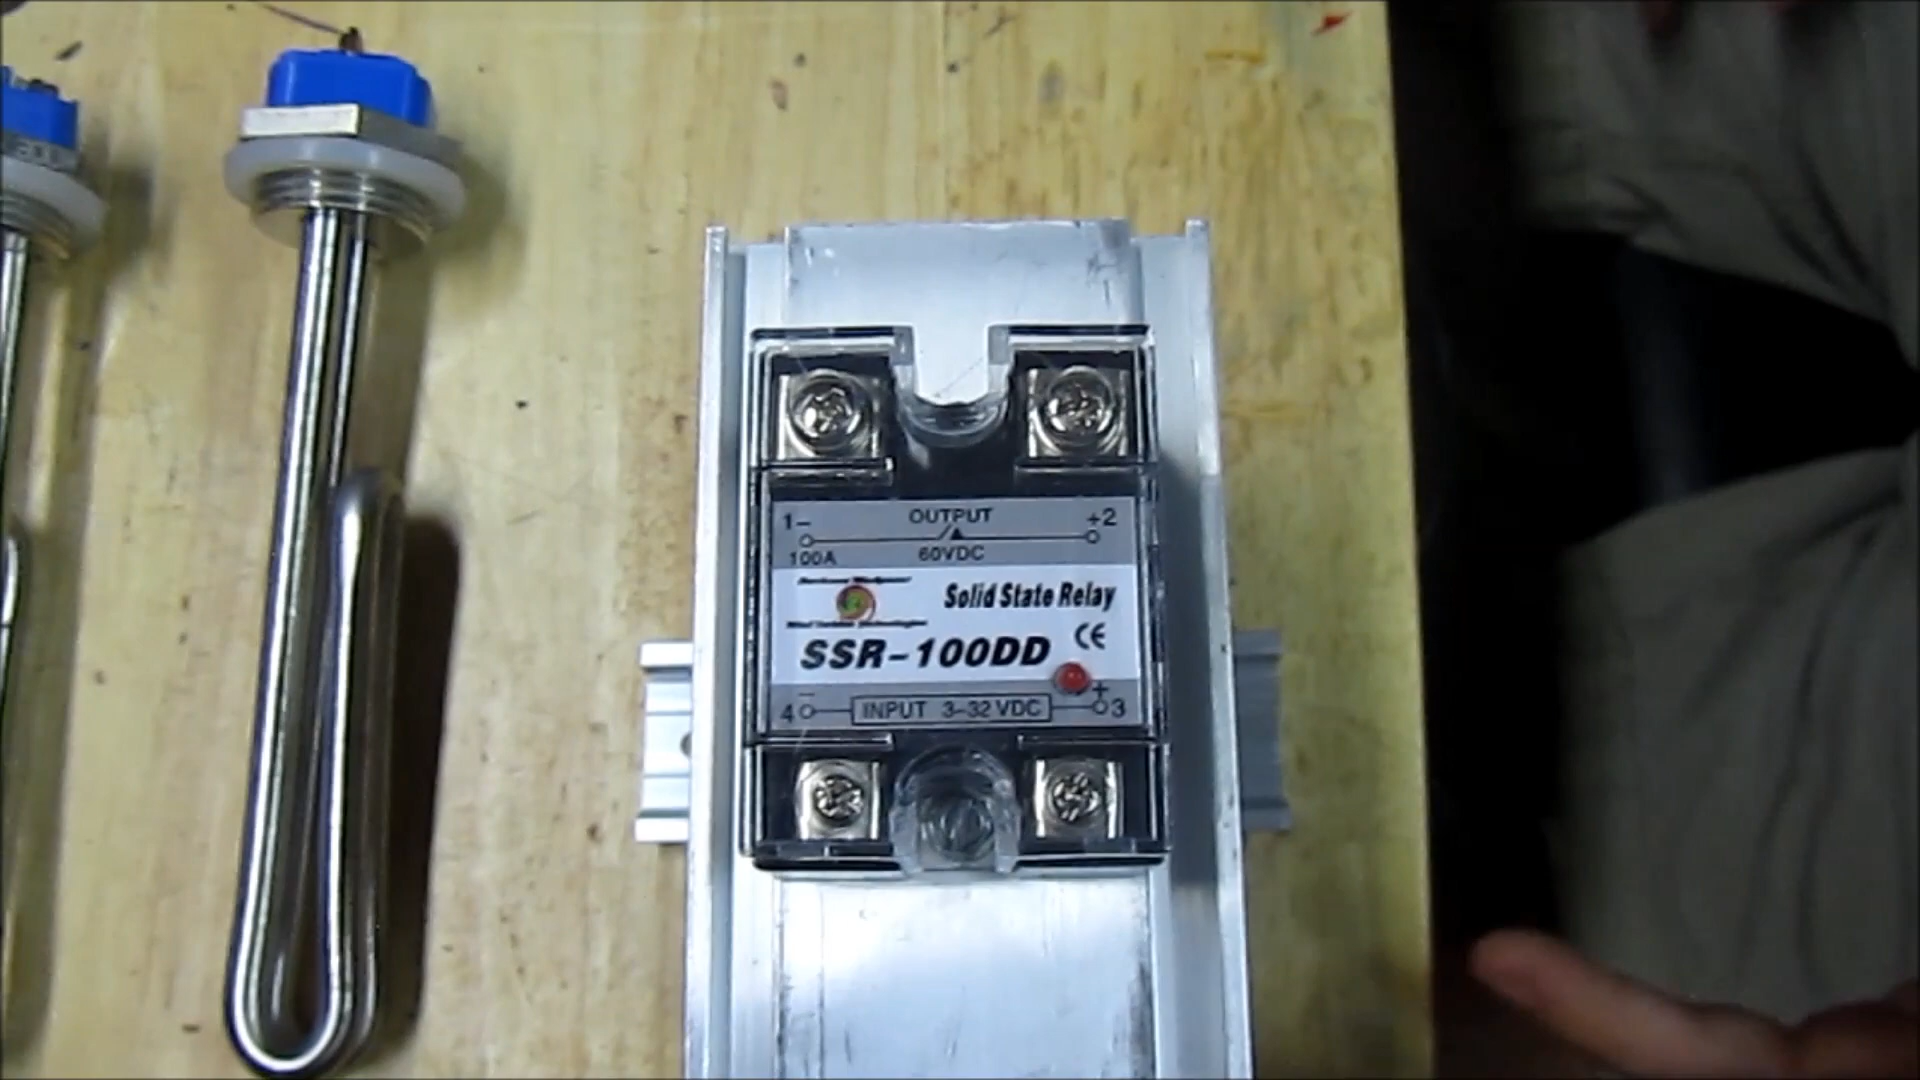 OUTPUT
1- +2
100A 60VDC
Solid State Relay
SSR-100DD CE
- +
4 INPUT 3-32 VDC 3